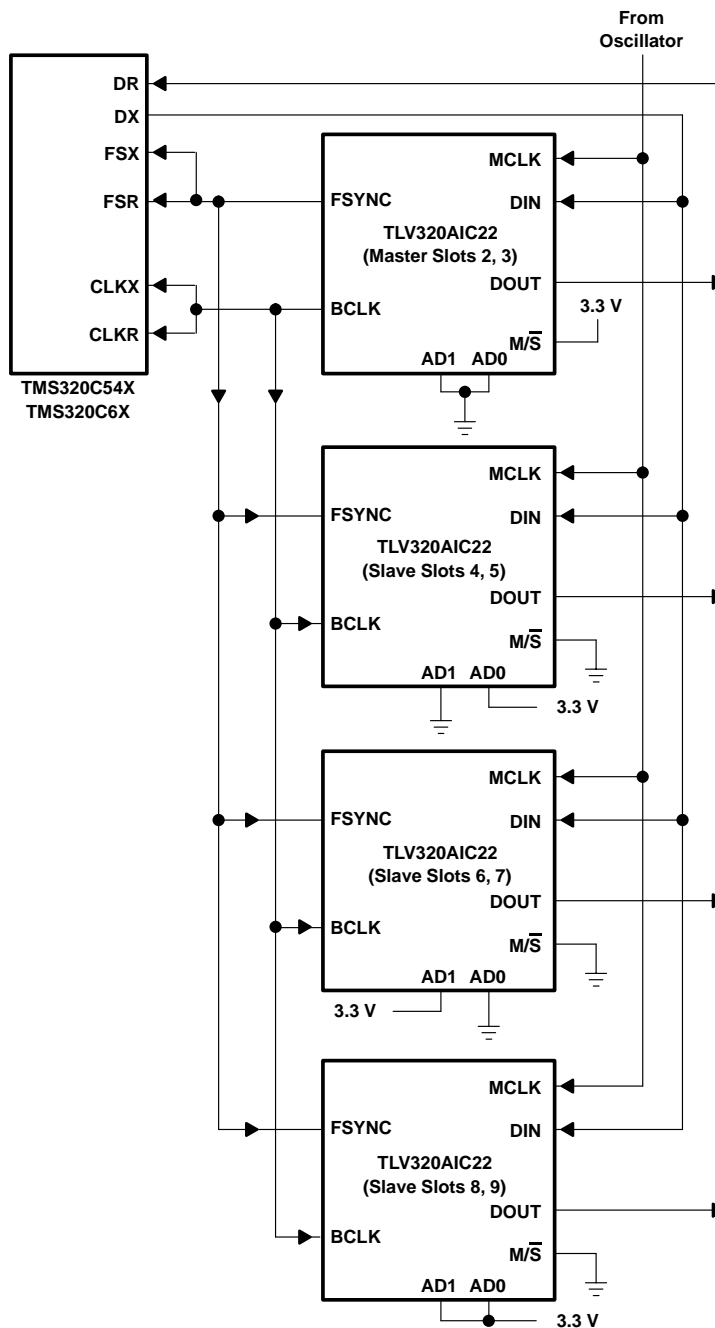 From
Oscillator
DR
DX
FSX
FSR
CLKX
CLKR
TMS320C54X
TMS320C6X
MCLK
FSYNC
DIN
TLV320AIC22
(Master Slots 2, 3)
DOUT
BCLK
3.3 V
M/S̅
AD1 AD0
MCLK
FSYNC
DIN
TLV320AIC22
(Slave Slots 4, 5)
DOUT
BCLK
M/S̅
AD1 AD0
3.3 V
MCLK
FSYNC
DIN
TLV320AIC22
(Slave Slots 6, 7)
DOUT
BCLK
M/S̅
AD1 AD0
3.3 V
MCLK
FSYNC
DIN
TLV320AIC22
(Slave Slots 8, 9)
DOUT
BCLK
M/S̅
AD1 AD0
3.3 V